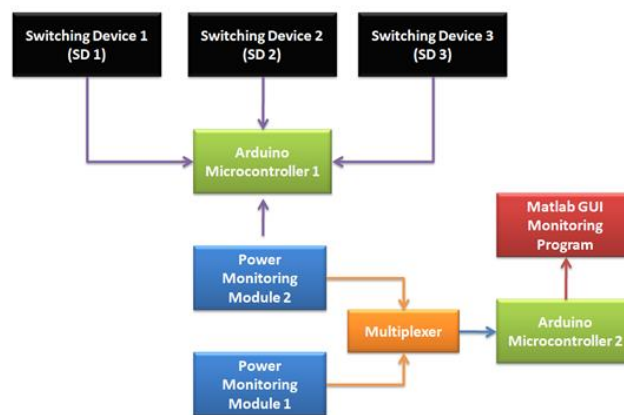 Switching Device 1
(SD 1)
Switching Device 2
(SD 2)
Switching Device 3
(SD 3)
Arduino
Microcontroller 1
Matlab GUI
Monitoring
Program
Power
Monitoring
Module 2
Multiplexer
Arduino
Microcontroller 2
Power
Monitoring
Module 1